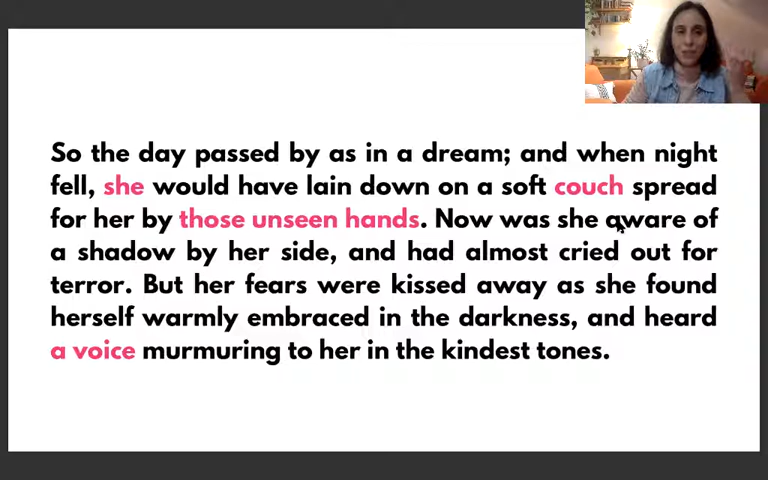 So the day passed by as in a dream; and when night
fell, she would have lain down on a soft couch spread
for her by those unseen hands. Now was she aware of
a shadow by her side, and had almost cried out for
terror. But her fears were kissed away as she found
herself warmly embraced in the darkness, and heard
a voice murmuring to her in the kindest tones.